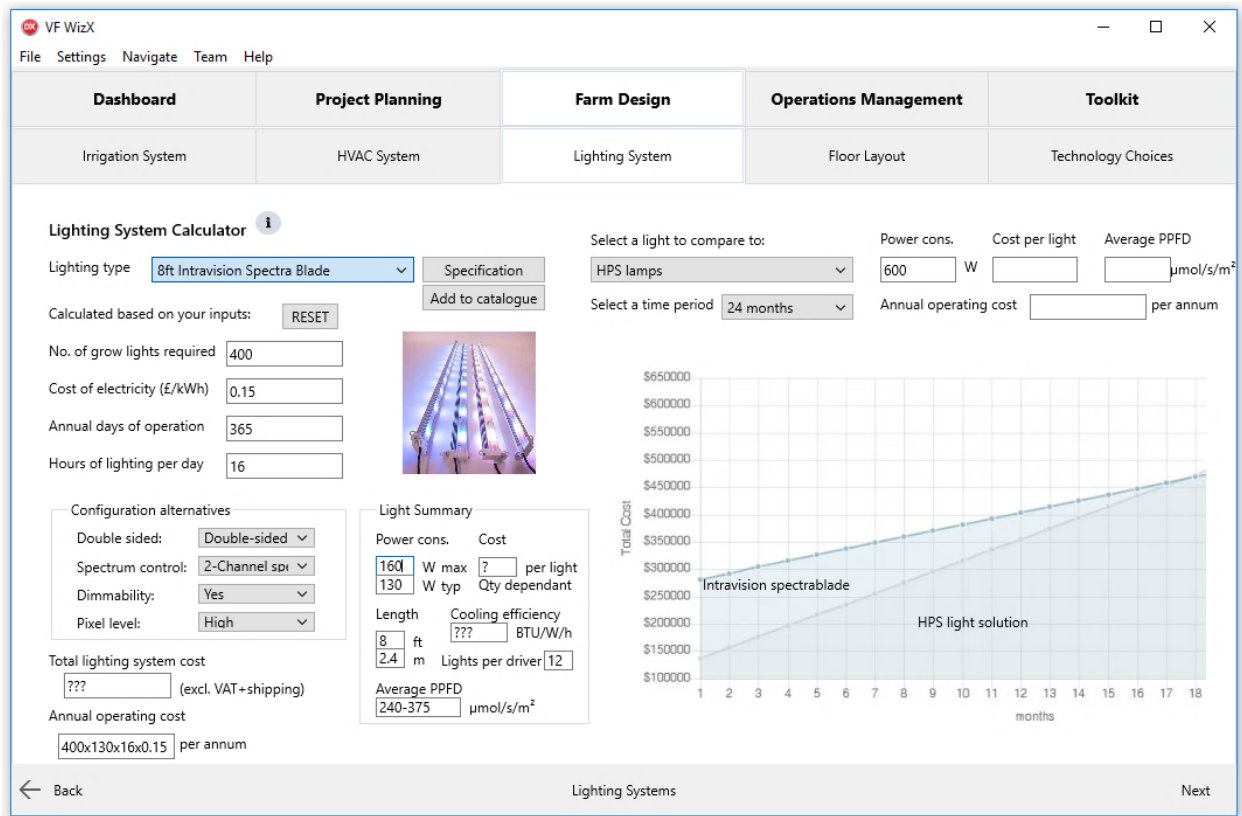 DX VF WizX
File Settings Navigate Team Help
Dashboard Project Planning Farm Design Operations Management Toolkit
Irrigation System HVAC System Lighting System Floor Layout Technology Choices
Lighting System Calculator i
Lighting type 8ft Intravision Spectra Blade Specification
Add to catalogue
Calculated based on your inputs: RESET
No. of grow lights required 400
Cost of electricity (£/kWh) 0.15
Annual days of operation 365
Hours of lighting per day 16
Configuration alternatives
Double sided: Double-sided
Spectrum control: 2-Channel spe
Dimmability: Yes
Pixel level: High
Total lighting system cost
??? (excl. VAT+shipping)
Annual operating cost
400x130x16x0.15 per annum
Light Summary
Power cons. Cost
160 W max ? per light
130 W typ Qty dependant
Length Cooling efficiency
8 ft ??? BTU/W/h
2.4 m Lights per driver 12
Average PPFD
240-375 µmol/s/m²
Select a light to compare to: Power cons. Cost per light Average PPFD
HPS lamps 600 W µmol/s/m²
Select a time period 24 months Annual operating cost per annum
$650000
$600000
$550000
$500000
$450000
$400000
$350000
$300000
$250000
$200000
$150000
$100000
Total Cost
Intravision spectrablade
HPS light solution
1 2 3 4 5 6 7 8 9 10 11 12 13 14 15 16 17 18
months
Back Lighting Systems Next